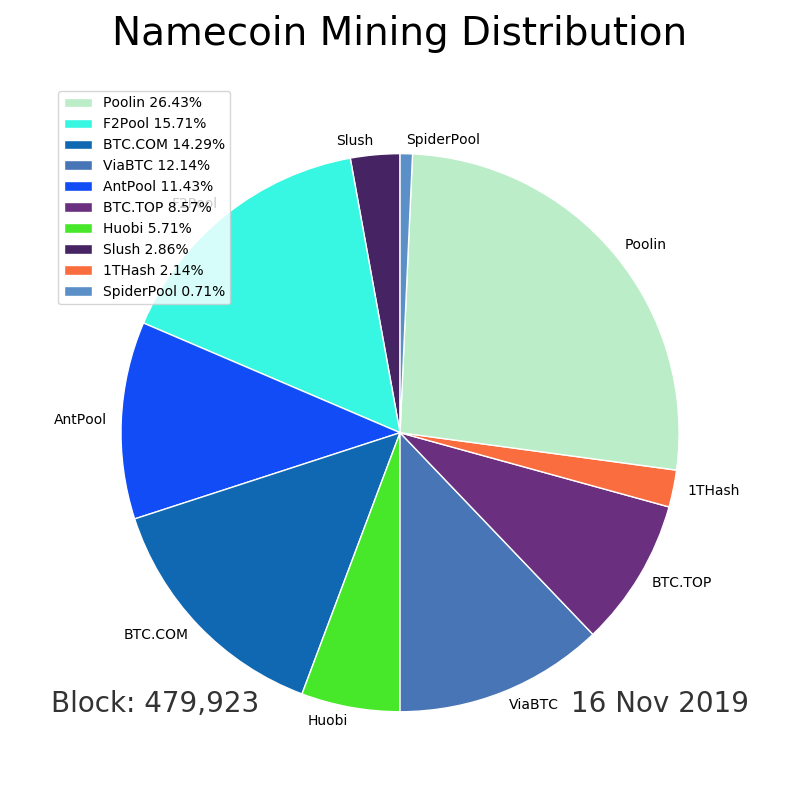 Namecoin Mining Distribution
Poolin 26.43%
F2Pool 15.71%
BTC.COM 14.29%
ViaBTC 12.14%
AntPool 11.43%
BTC.TOP 8.57%
Huobi 5.71%
Slush 2.86%
1THash 2.14%
SpiderPool 0.71%
Slush
SpiderPool
F2Pool
Poolin
AntPool
1THash
BTC.TOP
BTC.COM
ViaBTC
Huobi
Block: 479,923
16 Nov 2019